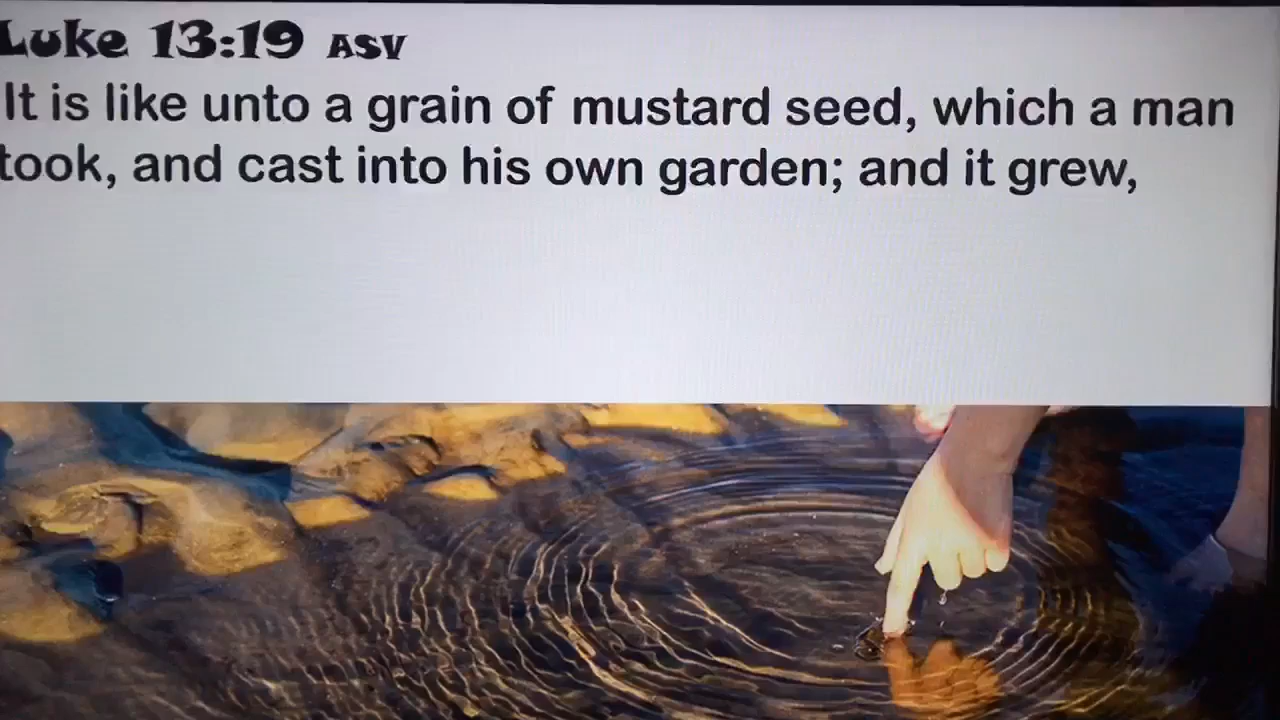 Luke 13:19 ASV
It is like unto a grain of mustard seed, which a man
took, and cast into his own garden; and it grew,